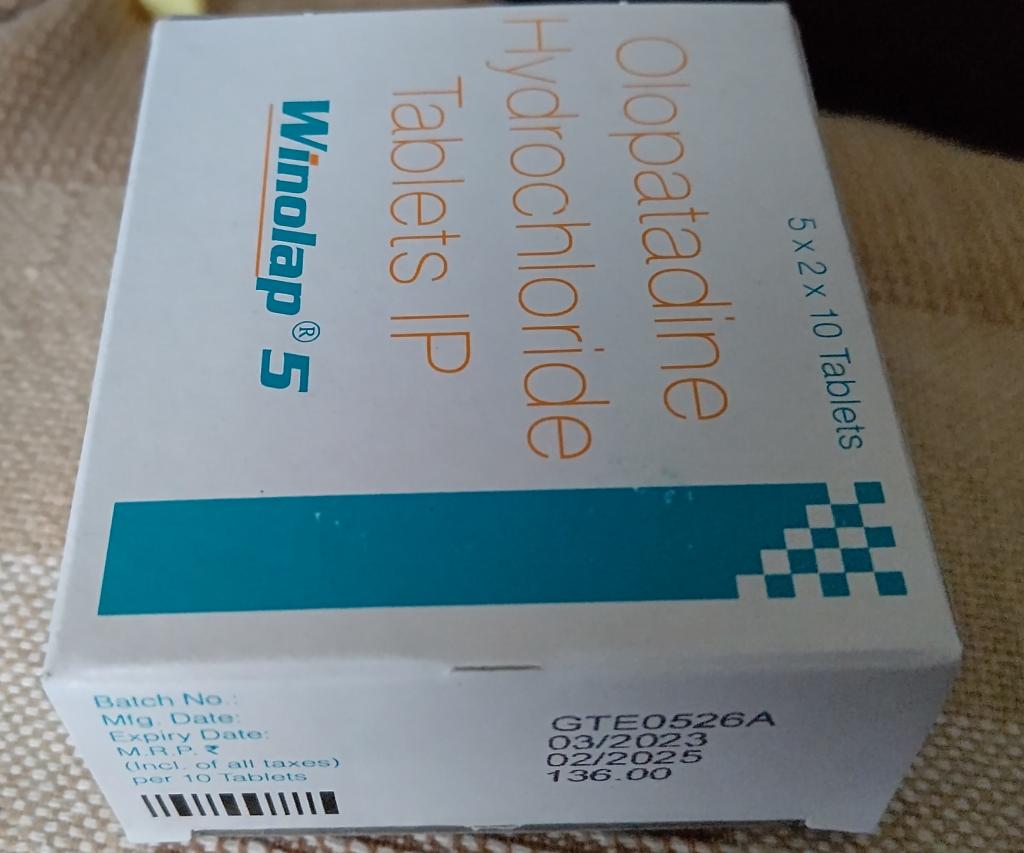 5 x 2 x 10 Tablets
Olopatadine
Hydrochloride
Tablets IP
Winolap® 5
Batch No.: GTE0526A
Mfg. Date: 03/2023
Expiry Date: 02/2025
M.R.P. ₹ 136.00
(Incl. of all taxes)
per 10 Tablets